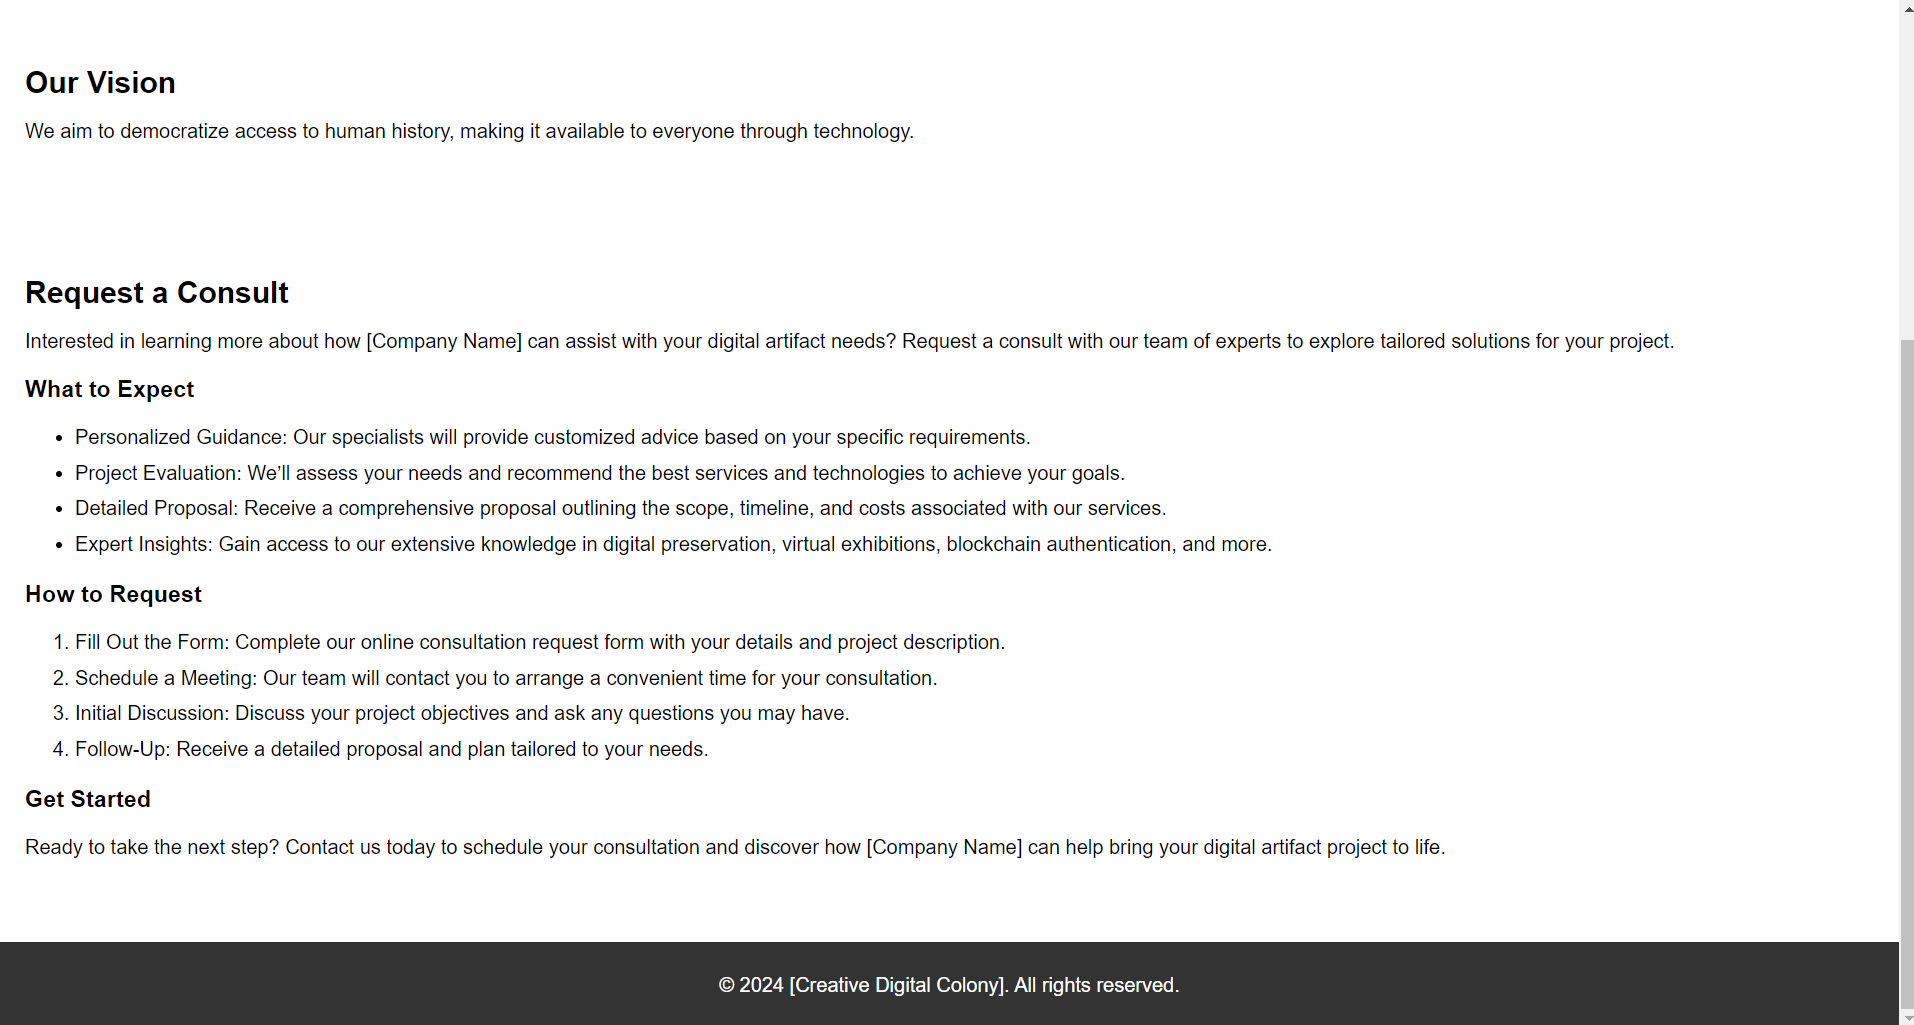 Our Vision
We aim to democratize access to human history, making it available to everyone through technology.
Request a Consult
Interested in learning more about how [Company Name] can assist with your digital artifact needs? Request a consult with our team of experts to explore tailored solutions for your project.
What to Expect
• Personalized Guidance: Our specialists will provide customized advice based on your specific requirements.
• Project Evaluation: We’ll assess your needs and recommend the best services and technologies to achieve your goals.
• Detailed Proposal: Receive a comprehensive proposal outlining the scope, timeline, and costs associated with our services.
• Expert Insights: Gain access to our extensive knowledge in digital preservation, virtual exhibitions, blockchain authentication, and more.
How to Request
1. Fill Out the Form: Complete our online consultation request form with your details and project description.
2. Schedule a Meeting: Our team will contact you to arrange a convenient time for your consultation.
3. Initial Discussion: Discuss your project objectives and ask any questions you may have.
4. Follow-Up: Receive a detailed proposal and plan tailored to your needs.
Get Started
Ready to take the next step? Contact us today to schedule your consultation and discover how [Company Name] can help bring your digital artifact project to life.
© 2024 [Creative Digital Colony]. All rights reserved.